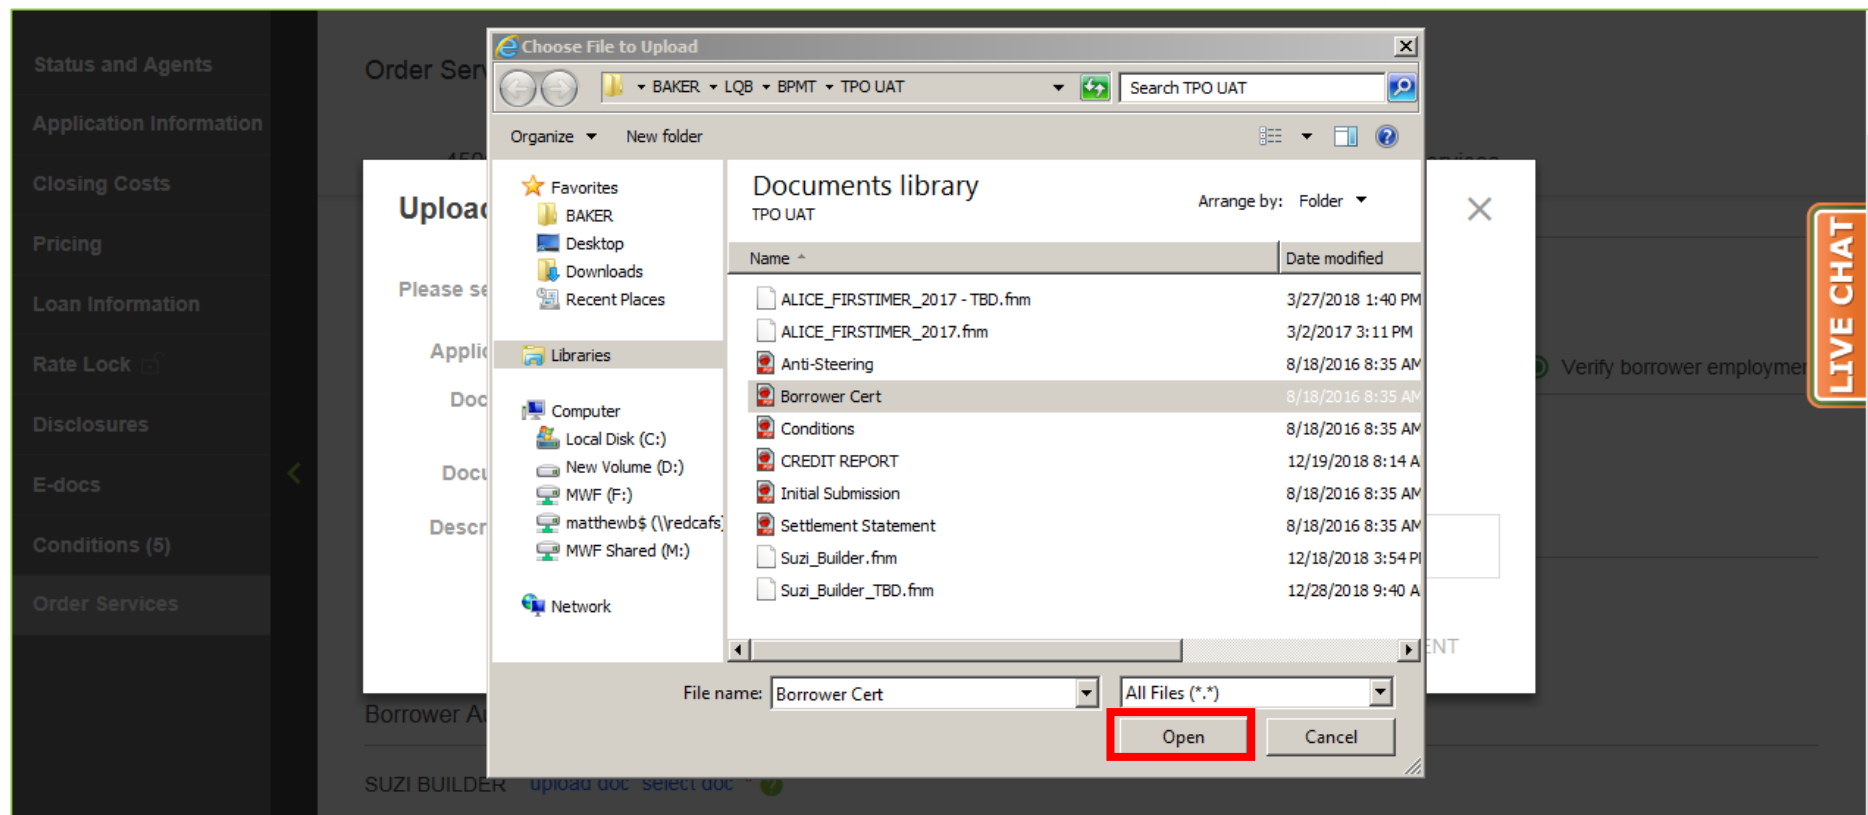 Status and Agents
Application Information
Closing Costs
Pricing
Loan Information
Rate Lock
Disclosures
E-docs
Conditions (5)
Order Services
Order Serv
Uploa
Please se
Applic
Doc
Docu
Descr
Borrower Au
SUZI BUILDER upload doc select doc *
Choose File to Upload
BAKER LQB BPMT TPO UAT
Search TPO UAT
Organize New folder
Favorites
BAKER
Desktop
Downloads
Recent Places
Libraries
Computer
Local Disk (C:)
New Volume (D:)
MWF (F:)
matthewb$ (\\redcafs
MWF Shared (M:)
Network
Documents library
TPO UAT
Arrange by: Folder
Name Date modified
ALICE_FIRSTIMER_2017 - TBD.fnm 3/27/2018 1:40 PM
ALICE_FIRSTIMER_2017.fnm 3/2/2017 3:11 PM
Anti-Steering 8/18/2016 8:35 AM
Borrower Cert 8/18/2016 8:35 AM
Conditions 8/18/2016 8:35 AM
CREDIT REPORT 12/19/2018 8:14 A
Initial Submission 8/18/2016 8:35 AM
Settlement Statement 8/18/2016 8:35 AM
Suzi_Builder.fnm 12/18/2018 3:54 P
Suzi_Builder_TBD.fnm 12/28/2018 9:40 A
File name: Borrower Cert All Files (*.*)
Open Cancel
ENT
Verify borrower employmen
LIVE CHAT